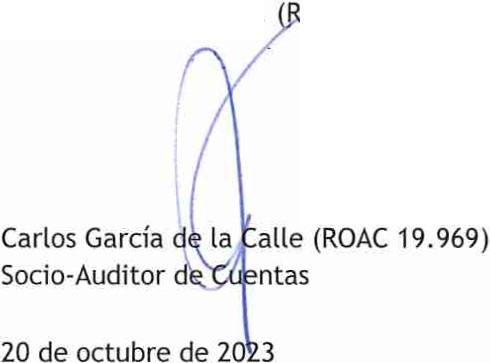 (R
Carlos García de la Calle (ROAC 19.969)
Socio-Auditor de Cuentas
20 de octubre de 2023